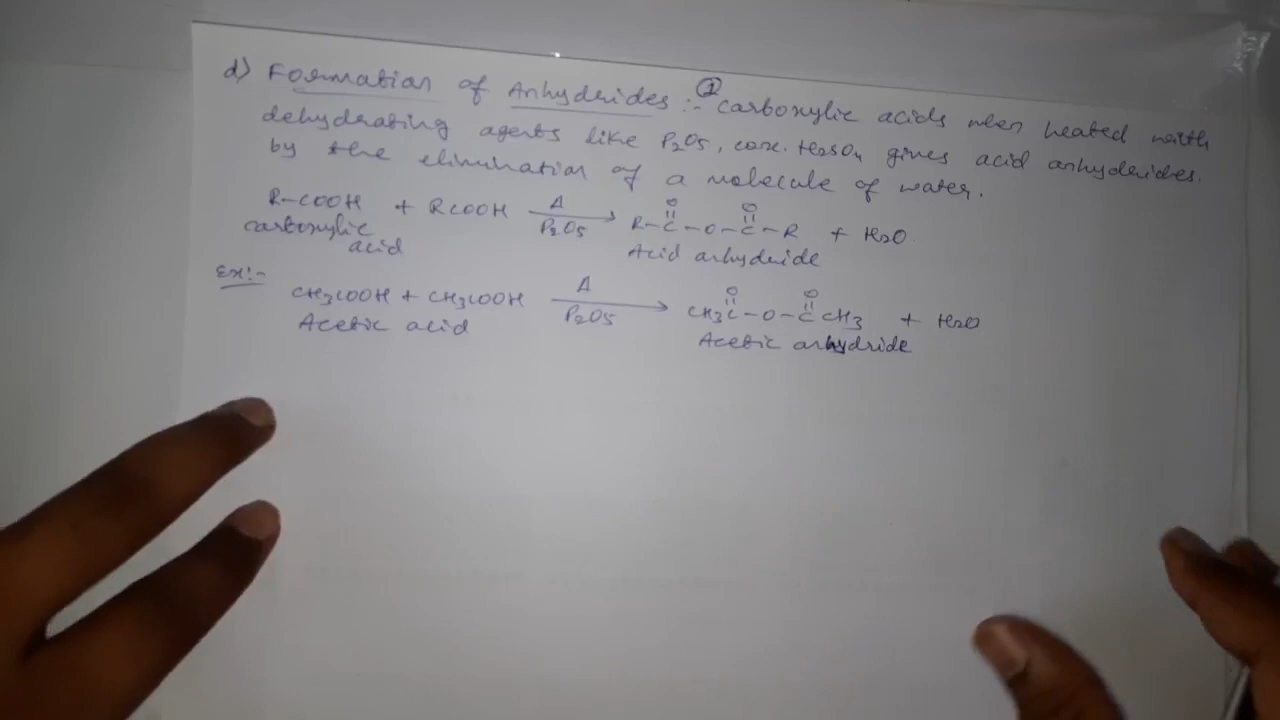 d) Formation of Anhydrides :- ① Carboxylic acids when heated with
dehydrating agents like P2O5, conc. H2SO4 gives acid anhydrides.
by the elimination of a molecule of water.
R-COOH + RCOOH Δ P2O5 → R-C-O-C-R + H2O
O O
carboxylic acid
Acid anhydride
Ex:-
CH3COOH + CH3COOH Δ P2O5 → CH3C-O-C CH3 + H2O
O O
Acetic acid
Acetic anhydride